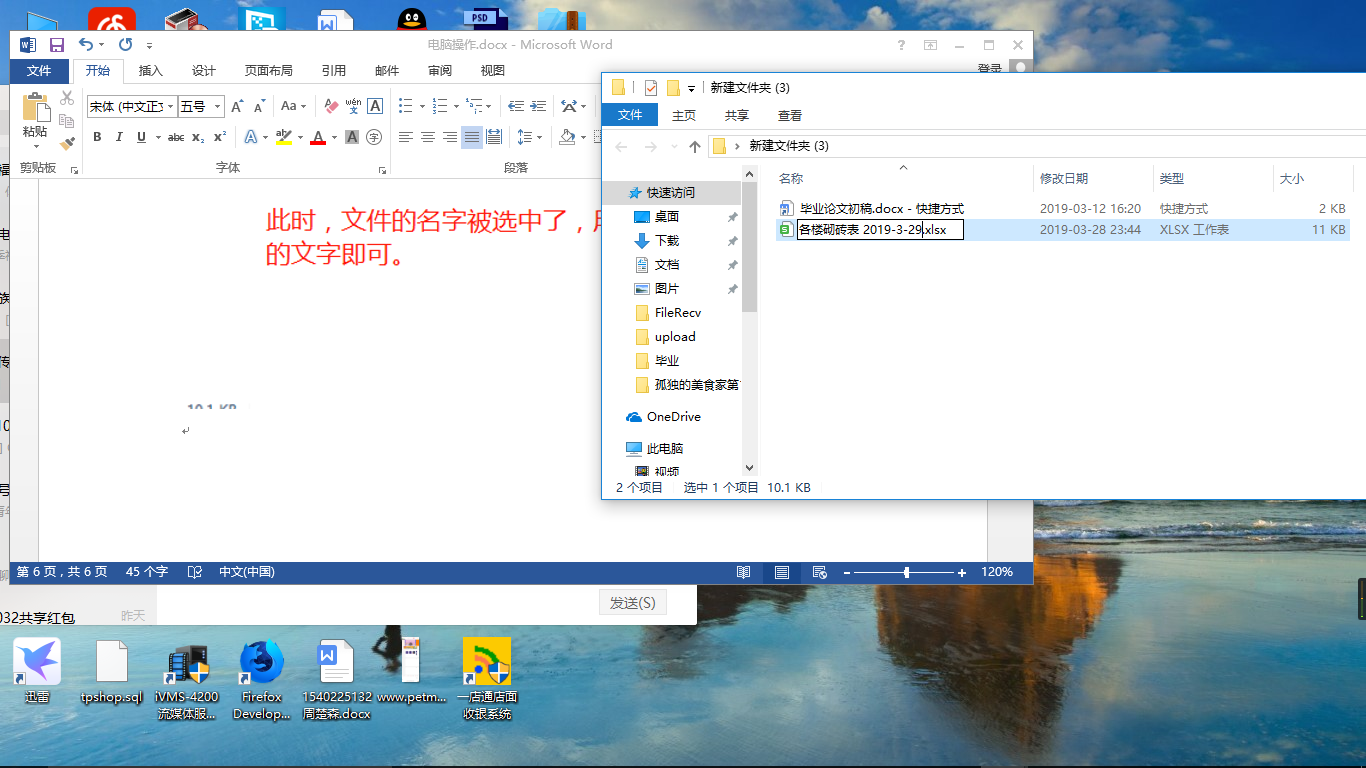 PSD
电脑操作.docx - Microsoft Word
登录
文件 开始 插入 设计 页面布局 引用 邮件 审阅 视图
粘贴
宋体 (中文正文 五号
剪贴板 字体 段落
此时，文件的名字被选中了，
的文字即可。
10.1 KB
第 6 页，共 6 页 45 个字 中文(中国) 120%
新建文件夹 (3)
文件 主页 共享 查看
新建文件夹 (3)
名称 修改日期 类型 大小
毕业论文初稿.docx - 快捷方式 2019-03-12 16:20 快捷方式 2 KB
各楼砌砖表 2019-3-29.xlsx 2019-03-28 23:44 XLSX 工作表 11 KB
快速访问
桌面
下载
文档
图片
FileRecv
upload
毕业
孤独的美食家第
OneDrive
此电脑
视频
2 个项目 选中 1 个项目 10.1 KB
发送(S)
032共享红包 昨天
迅雷
tpshop.sql
iVMS-4200
流媒体服...
Firefox
Develop...
1540225132
周楚森.docx
www.petm...
一店通店面
收银系统